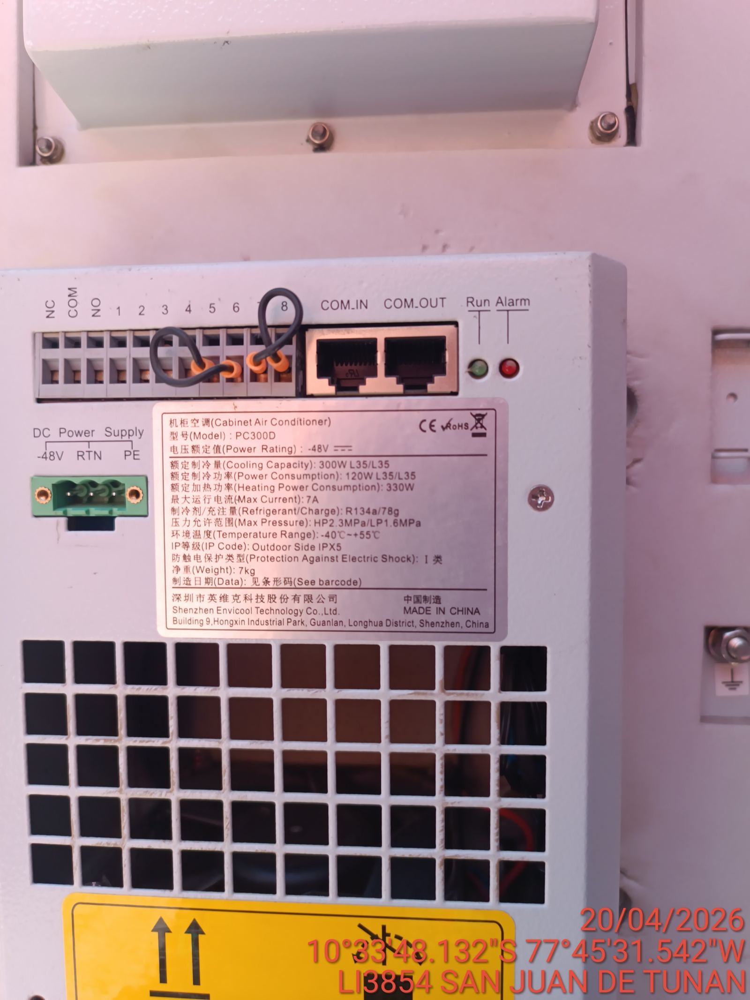 NC COM NO 1 2 3 4 5 6 8 COM_IN COM_OUT Run Alarm
机柜空调(Cabinet Air Conditioner)
CE RoHS
型号(Model) : PC300D
电压额定值(Power Rating) : -48V
额定制冷量(Cooling Capacity): 300W L35/L35
额定制冷功率(Power Consumption): 120W L35/L35
额定加热功率(Heating Power Consumption): 330W
最大运行电流(Max Current): 7A
制冷剂/充注量(Refrigerant/Charge): R134a/78g
压力允许范围(Max Pressure): HP2.3MPa/LP1.6MPa
环境温度(Temperature Range): -40℃~+55℃
IP等级(IP Code): Outdoor Side IPX5
防触电保护类型(Protection Against Electric Shock): I 类
净重(Weight): 7kg
制造日期(Data): 见条形码(See barcode)
深圳市英维克科技股份有限公司 中国制造
Shenzhen Envicool Technology Co.,Ltd. MADE IN CHINA
Building 9,Hongxin Industrial Park, Guanlan, Longhua District, Shenzhen, China
DC Power Supply
-48V RTN PE
20/04/2026
10°33'48.132"S 77°45'31.542"W
LI3854 SAN JUAN DE TUNAN